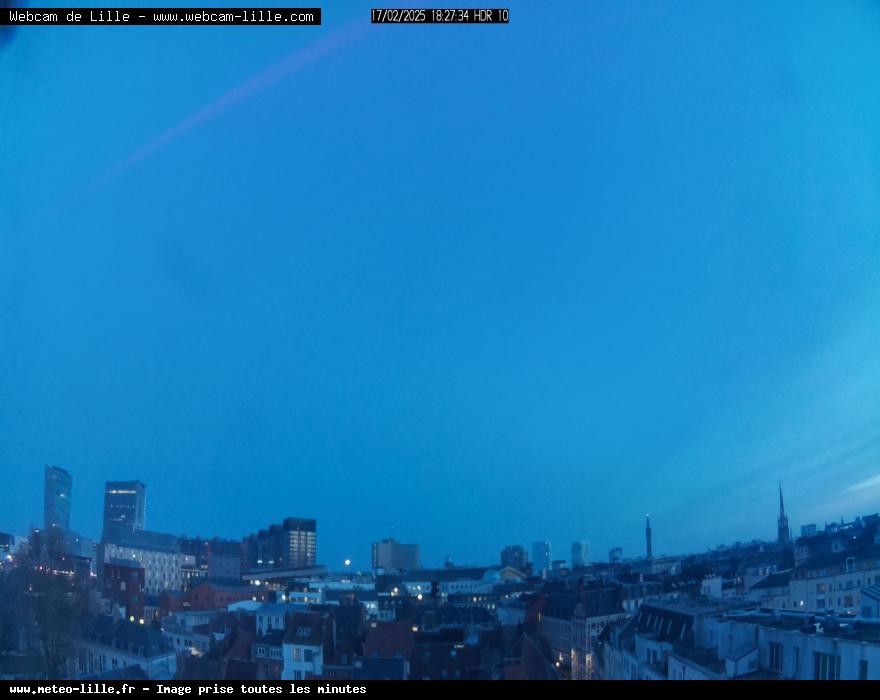 Webcam de Lille - www.webcam-lille.com
17/02/2025 18:27:34 HDR 10
www.meteo-lille.fr - Image prise toutes les minutes